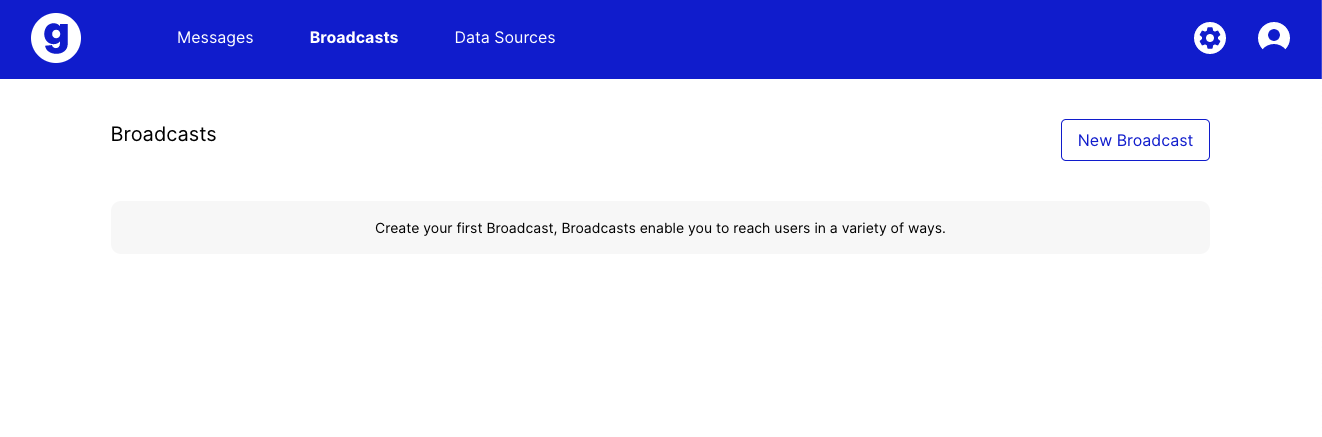 g
Messages Broadcasts Data Sources
Broadcasts
New Broadcast
Create your first Broadcast, Broadcasts enable you to reach users in a variety of ways.